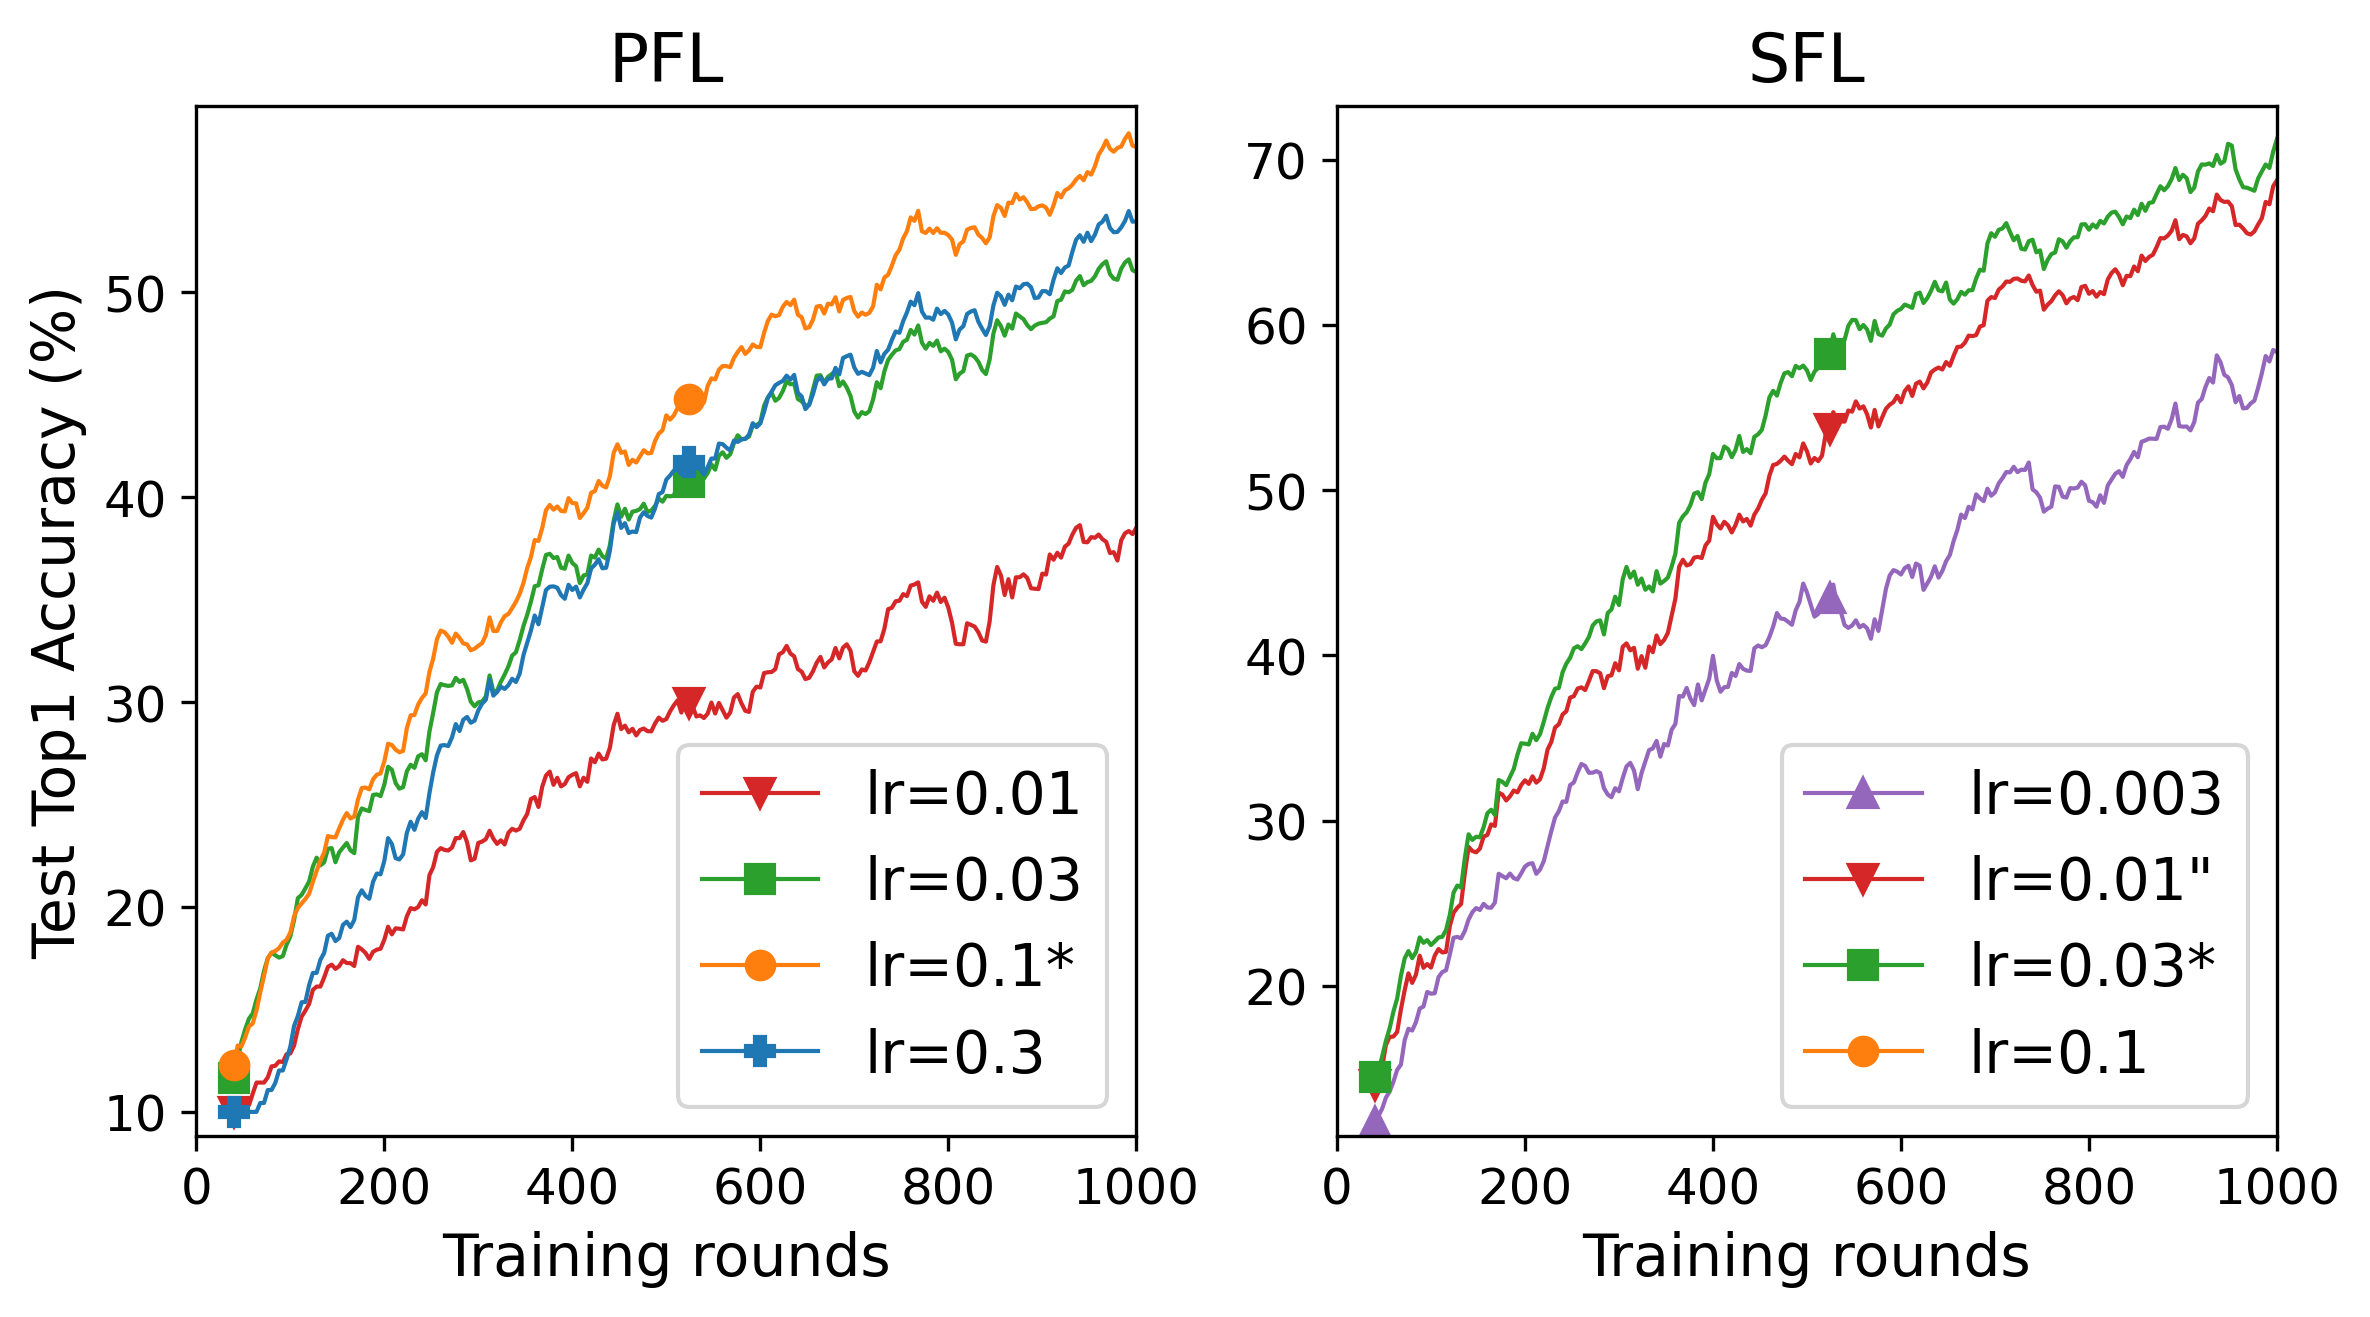 PFL
Test Top1 Accuracy (%)
50
40
30
20
10
0 200 400 600 800 1000
Training rounds
lr=0.01
lr=0.03
lr=0.1*
lr=0.3
SFL
70
60
50
40
30
20
0 200 400 600 800 1000
Training rounds
lr=0.003
lr=0.01"
lr=0.03*
lr=0.1